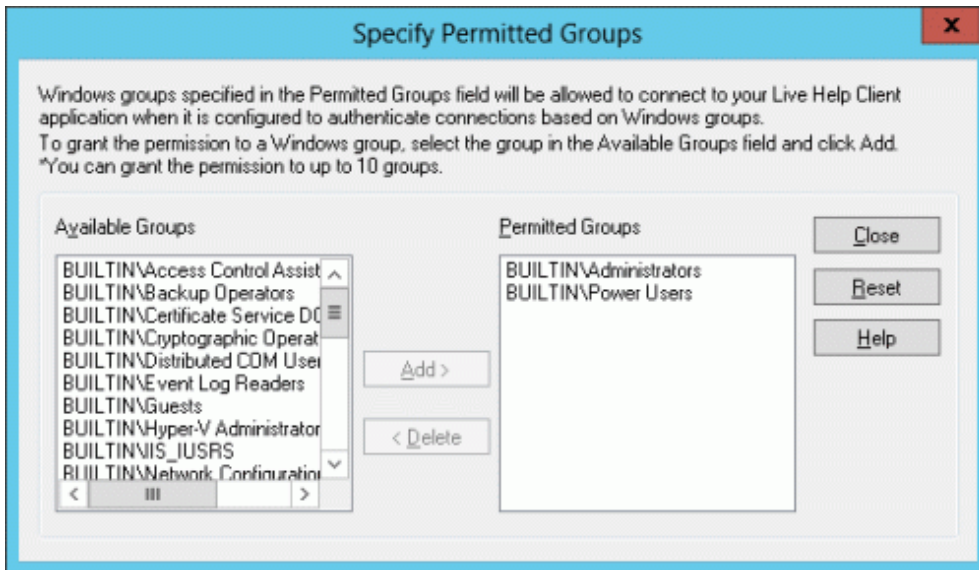 Specify Permitted Groups
x
Windows groups specified in the Permitted Groups field will be allowed to connect to your Live Help Client
application when it is configured to authenticate connections based on Windows groups.
To grant the permission to a Windows group, select the group in the Available Groups field and click Add.
*You can grant the permission to up to 10 groups.
Available Groups
BUILTIN\Access Control Assist
BUILTIN\Backup Operators
BUILTIN\Certificate Service DC
BUILTIN\Cryptographic Operat
BUILTIN\Distributed COM User
BUILTIN\Event Log Readers
BUILTIN\Guests
BUILTIN\Hyper-V Administrator
BUILTIN\IIS_IUSRS
BUILTIN\Network Configuration
Add >
< Delete
Permitted Groups
BUILTIN\Administrators
BUILTIN\Power Users
Close
Reset
Help